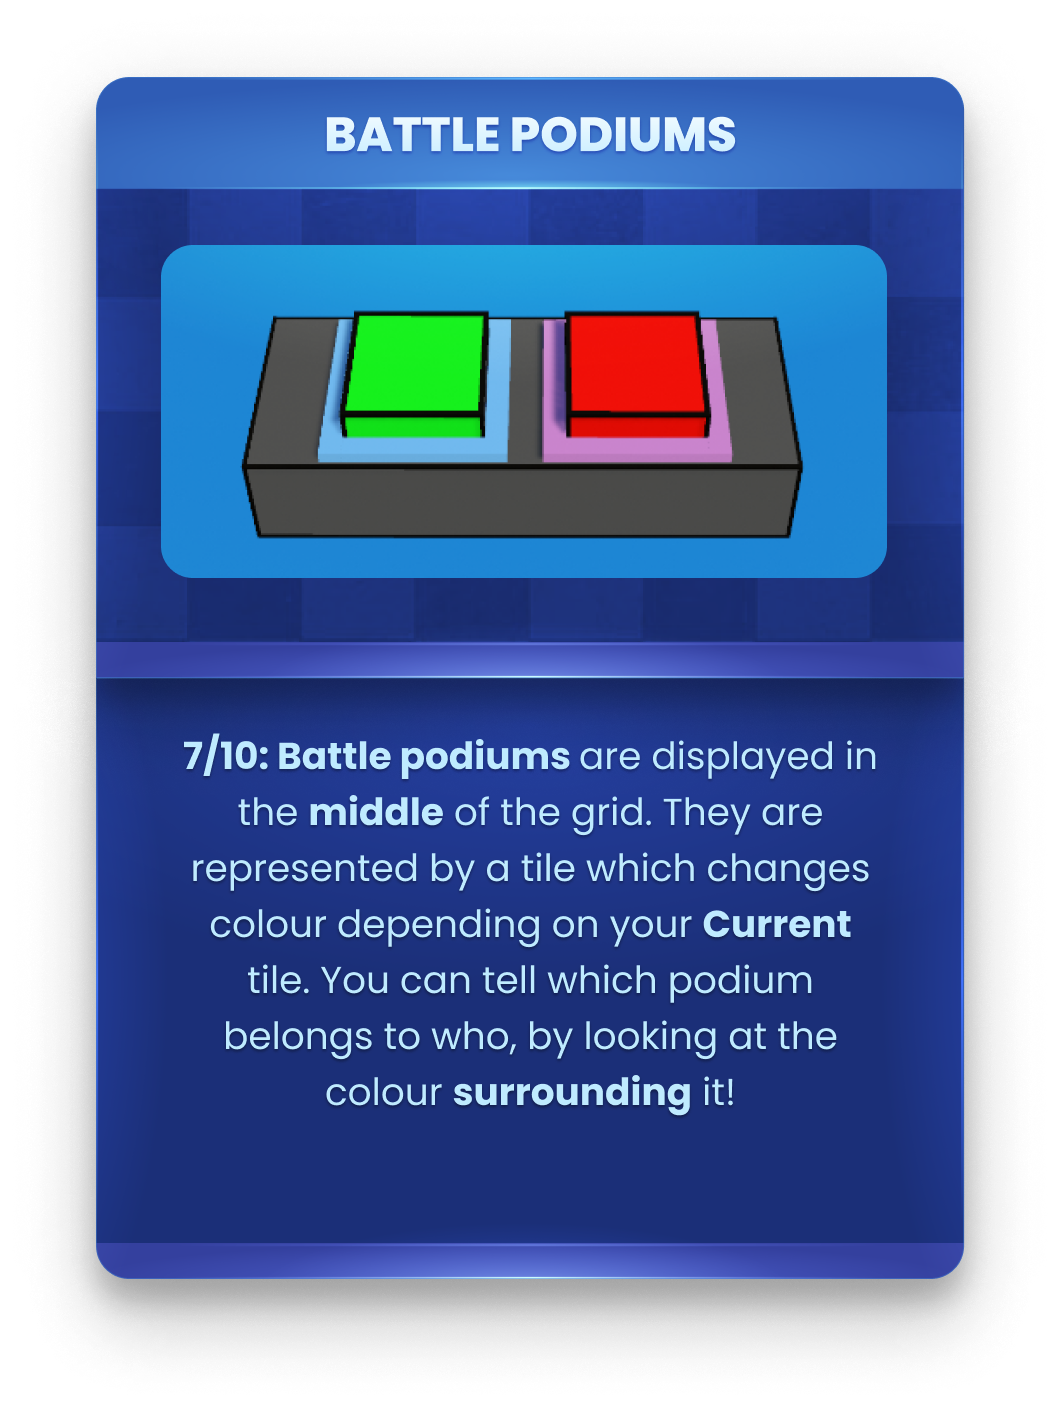 BATTLE PODIUMS
7/10: Battle podiums are displayed in
the middle of the grid. They are
represented by a tile which changes
colour depending on your Current
tile. You can tell which podium
belongs to who, by looking at the
colour surrounding it!